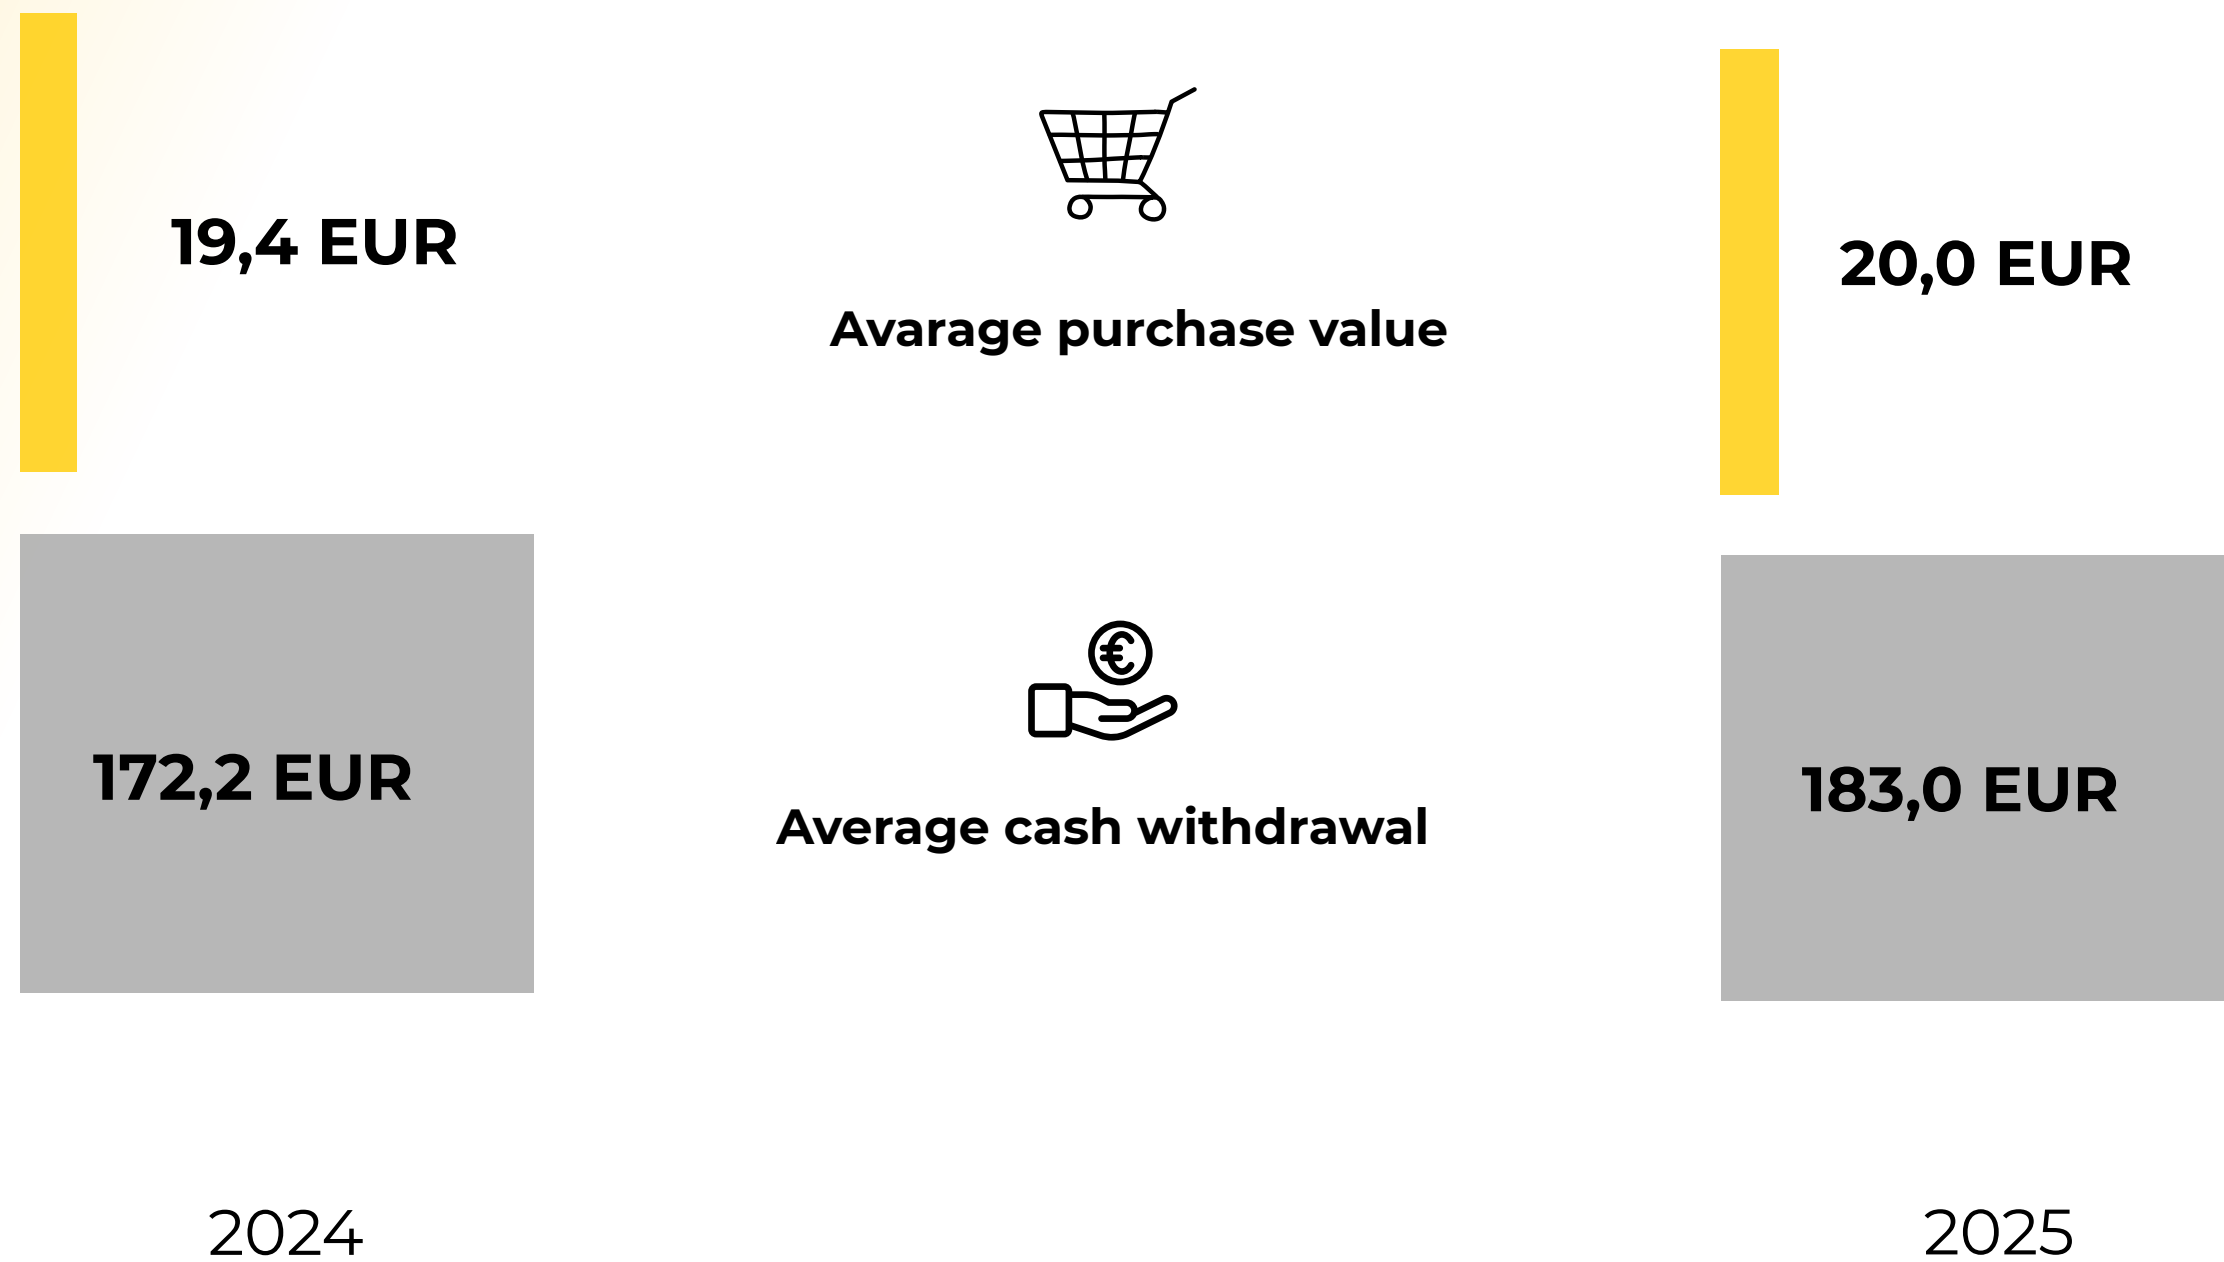 19,4 EUR
Avarage purchase value
20,0 EUR
172,2 EUR
Average cash withdrawal
183,0 EUR
2024
2025